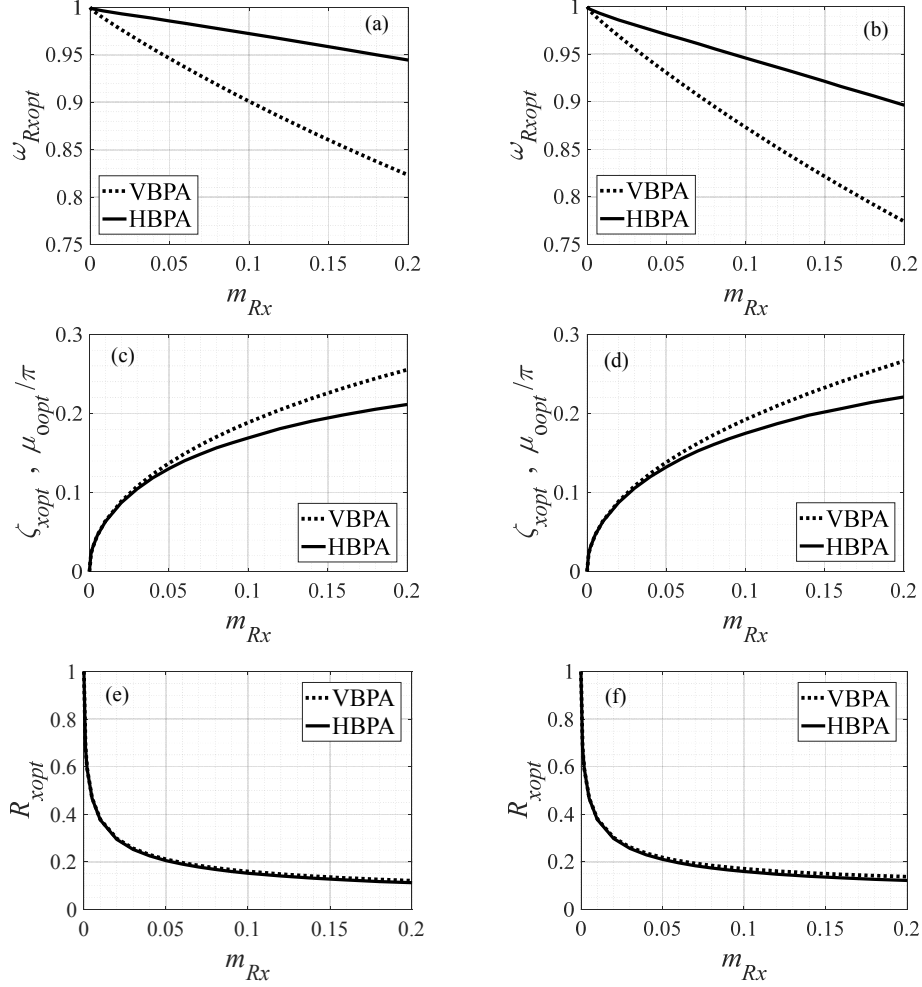 (a)
1
0.95
0.9
0.85
0.8
0.75
ω_Rxopt
VBPA
HBPA
0 0.05 0.1 0.15 0.2
m_Rx
(b)
1
0.95
0.9
0.85
0.8
0.75
ω_Rxopt
VBPA
HBPA
0 0.05 0.1 0.15 0.2
m_Rx
(c)
0.3
0.2
0.1
0
ζ_xopt , μ_0opt/π
VBPA
HBPA
0 0.05 0.1 0.15 0.2
m_Rx
(d)
0.3
0.2
0.1
0
ζ_xopt , μ_0opt/π
VBPA
HBPA
0 0.05 0.1 0.15 0.2
m_Rx
(e)
1
0.8
0.6
0.4
0.2
0
R_xopt
VBPA
HBPA
0 0.05 0.1 0.15 0.2
m_Rx
(f)
1
0.8
0.6
0.4
0.2
0
R_xopt
VBPA
HBPA
0 0.05 0.1 0.15 0.2
m_Rx